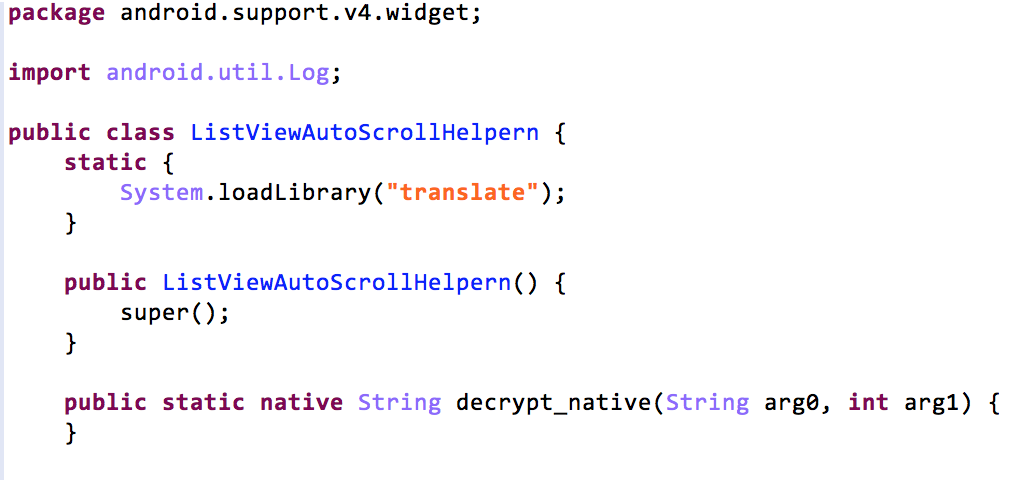 package android.support.v4.widget;
import android.util.Log;
public class ListViewAutoScrollHelpern {
static {
System.loadLibrary("translate");
}
public ListViewAutoScrollHelpern() {
super();
}
public static native String decrypt_native(String arg0, int arg1) {
}